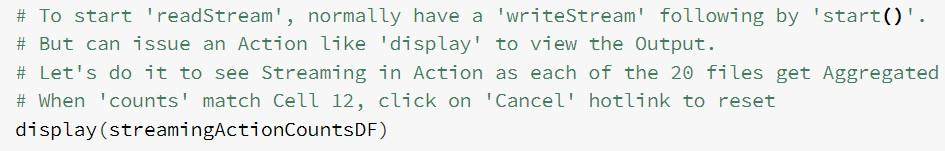 # To start 'readStream', normally have a 'writeStream' following by 'start()'.
# But can issue an Action like 'display' to view the Output.
# Let's do it to see Streaming in Action as each of the 20 files get Aggregated
# When 'counts' match Cell 12, click on 'Cancel' hotlink to reset
display(streamingActionCountsDF)